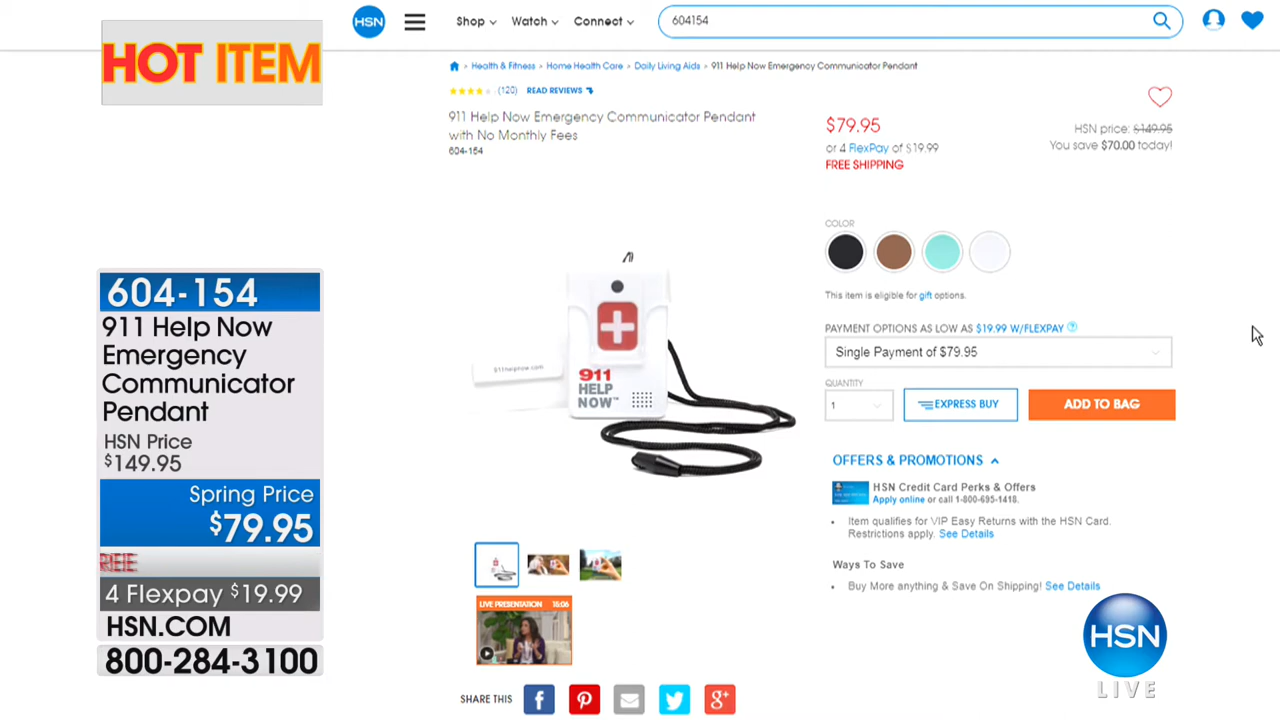 HOT ITEM
604-154
911 Help Now
Emergency
Communicator
Pendant
HSN Price
$149.95
Spring Price
$79.95
4 Flexpay $19.99
HSN.COM
800-284-3100
HSN
Shop
Watch
Connect
604154
Health & Fitness › Home Health Care › Daily Living Aids › 911 Help Now Emergency Communicator Pendant
(120) READ REVIEWS
911 Help Now Emergency Communicator Pendant
with No Monthly Fees
604-154
911
HELP
NOW™
911helpnow.com
LIVE PRESENTATION 18:06
SHARE THIS
$79.95
or 4 FlexPay of $19.99
FREE SHIPPING
HSN price: $149.95
You save $70.00 today!
COLOR
This item is eligible for gift options.
PAYMENT OPTIONS AS LOW AS $19.99 W/FLEXPAY ?
Single Payment of $79.95
QUANTITY
1
EXPRESS BUY
ADD TO BAG
OFFERS & PROMOTIONS
HSN Credit Card Perks & Offers
Apply online or call 1-800-695-1418.
• Item qualifies for VIP Easy Returns with the HSN Card.
Restrictions apply. See Details
Ways To Save
• Buy More anything & Save On Shipping! See Details
HSN
LIVE